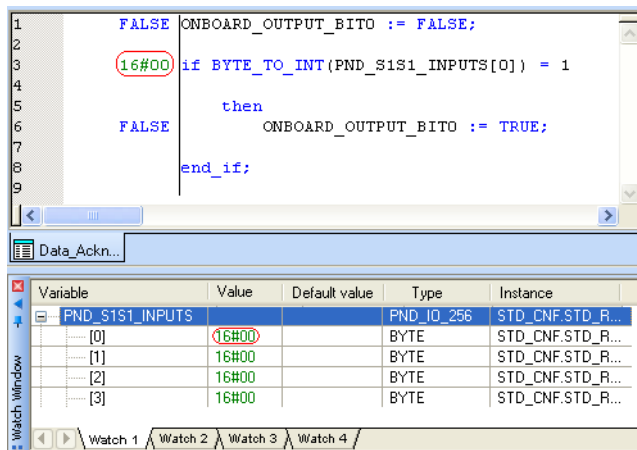 1 FALSE ONBOARD_OUTPUT_BIT0 := FALSE;
2
3 16#00 if BYTE_TO_INT(PND_S1S1_INPUTS[0]) = 1
4
5 then
6 FALSE ONBOARD_OUTPUT_BIT0 := TRUE;
7
8 end_if;
9
Data_Ackn...
Variable Value Default value Type Instance
PND_S1S1_INPUTS PND_IO_256 STD_CNF.STD_R...
[0] 16#00 BYTE STD_CNF.STD_R...
[1] 16#00 BYTE STD_CNF.STD_R...
[2] 16#00 BYTE STD_CNF.STD_R...
[3] 16#00 BYTE STD_CNF.STD_R...
Watch Window
Watch 1 Watch 2 Watch 3 Watch 4